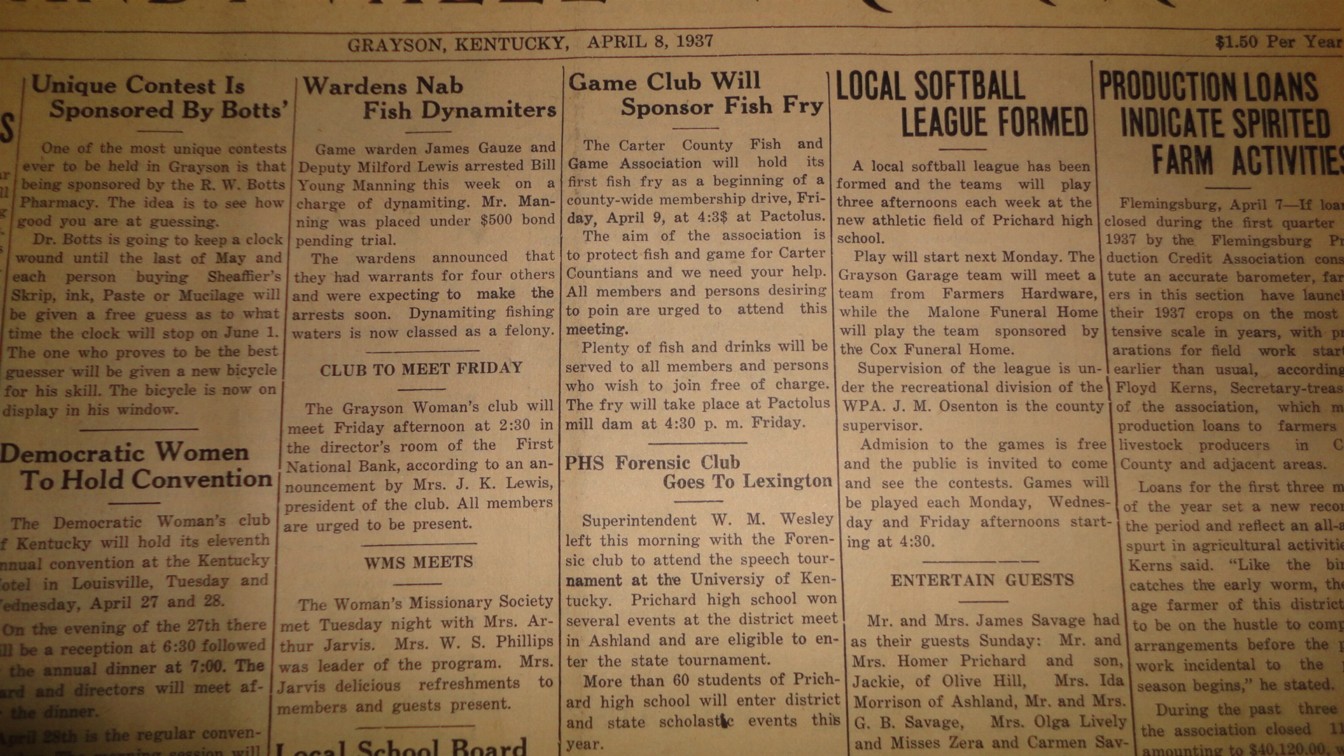 GRAYSON, KENTUCKY, APRIL 8, 1937
$1.50 Per Year
Unique Contest Is
Sponsored By Botts'
One of the most unique contests
ever to be held in Grayson is that
being sponsored by the R. W. Botts
Pharmacy. The idea is to see how
good you are at guessing.
Dr. Botts is going to keep a clock
wound until the last of May and
each person buying Sheaffier's
Skrip, ink, Paste or Mucilage will
be given a free guess as to what
time the clock will stop on June 1.
The one who proves to be the best
guesser will be given a new bicycle
for his skill. The bicycle is now on
display in his window.
Democratic Women
To Hold Convention
The Democratic Woman's club
f Kentucky will hold its eleventh
nnual convention at the Kentucky
otel in Louisville, Tuesday and
ednesday, April 27 and 28.
On the evening of the 27th there
ll be a reception at 6:30 followed
the annual dinner at 7:00. The
ard and directors will meet af-
the dinner.
April 28th is the regular conven-
The morning session will
Wardens Nab
Fish Dynamiters
Game warden James Gauze and
Deputy Milford Lewis arrested Bill
Young Manning this week on a
charge of dynamiting. Mr. Man-
ning was placed under $500 bond
pending trial.
The wardens announced that
they had warrants for four others
and were expecting to make the
arrests soon. Dynamiting fishing
waters is now classed as a felony.
CLUB TO MEET FRIDAY
The Grayson Woman's club will
meet Friday afternoon at 2:30 in
the director's room of the First
National Bank, according to an an-
nouncement by Mrs. J. K. Lewis,
president of the club. All members
are urged to be present.
WMS MEETS
The Woman's Missionary Society
met Tuesday night with Mrs. Ar-
thur Jarvis. Mrs. W. S. Phillips
was leader of the program. Mrs.
Jarvis delicious refreshments to
members and guests present.
Local School Board
Game Club Will
Sponsor Fish Fry
The Carter County Fish and
Game Association will hold its
first fish fry as a beginning of a
county-wide membership drive, Fri-
day, April 9, at 4:3$ at Pactolus.
The aim of the association is
to protect fish and game for Carter
Countians and we need your help.
All members and persons desiring
to poin are urged to attend this
meeting.
Plenty of fish and drinks will be
served to all members and persons
who wish to join free of charge.
The fry will take place at Pactolus
mill dam at 4:30 p. m. Friday.
PHS Forensic Club
Goes To Lexington
Superintendent W. M. Wesley
left this morning with the Foren-
sic club to attend the speech tour-
nament at the Universiy of Ken-
tucky. Prichard high school won
several events at the district meet
in Ashland and are eligible to en-
ter the state tournament.
More than 60 students of Prich-
ard high school will enter district
and state scholastic events this
year.
LOCAL SOFTBALL
LEAGUE FORMED
A local softball league has been
formed and the teams will play
three afternoons each week at the
new athletic field of Prichard high
school.
Play will start next Monday. The
Grayson Garage team will meet a
team from Farmers Hardware,
while the Malone Funeral Home
will play the team sponsored by
the Cox Funeral Home.
Supervision of the league is un-
der the recreational division of the
WPA. J. M. Osenton is the county
supervisor.
Admision to the games is free
and the public is invited to come
and see the contests. Games will
be played each Monday, Wednes-
day and Friday afternoons start-
ing at 4:30.
ENTERTAIN GUESTS
Mr. and Mrs. James Savage had
as their guests Sunday: Mr. and
Mrs. Homer Prichard and son,
Jackie, of Olive Hill, Mrs. Ida
Morrison of Ashland, Mr. and Mrs.
G. B. Savage, Mrs. Olga Lively
and Misses Zera and Carmen Sav-
PRODUCTION LOANS
INDICATE SPIRITED
FARM ACTIVITIES
Flemingsburg, April 7—If loan
closed during the first quarter
1937 by the Flemingsburg Pr
duction Credit Association cons
tute an accurate barometer, far
ers in this section have launc
their 1937 crops on the most
tensive scale in years, with pr
arations for field work star
earlier than usual, according
Floyd Kerns, Secretary-treas
of the association, which m
production loans to farmers
livestock producers in C
County and adjacent areas.
Loans for the first three m
of the year set a new reco
the period and reflect an all-a
spurt in agricultural activitie
Kerns said. "Like the bir
catches the early worm, the
age farmer of this district
to be on the hustle to comp
arrangements before the p
work incidental to the
season begins," he stated.
During the past three
the association closed 11
amounting to $40,120.00.